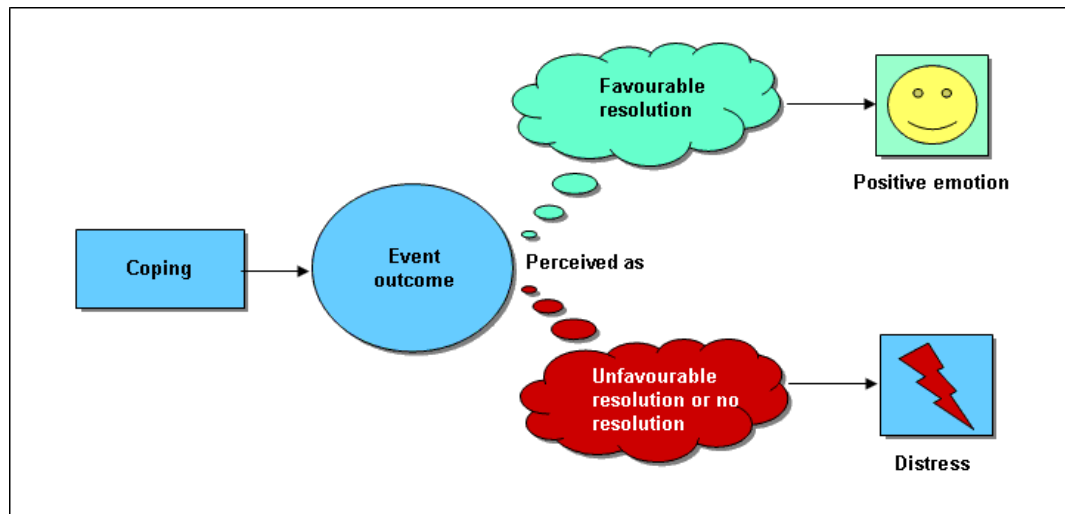 Favourable
resolution
Positive emotion
Coping
Event
outcome
Perceived as
Unfavourable
resolution or no
resolution
Distress